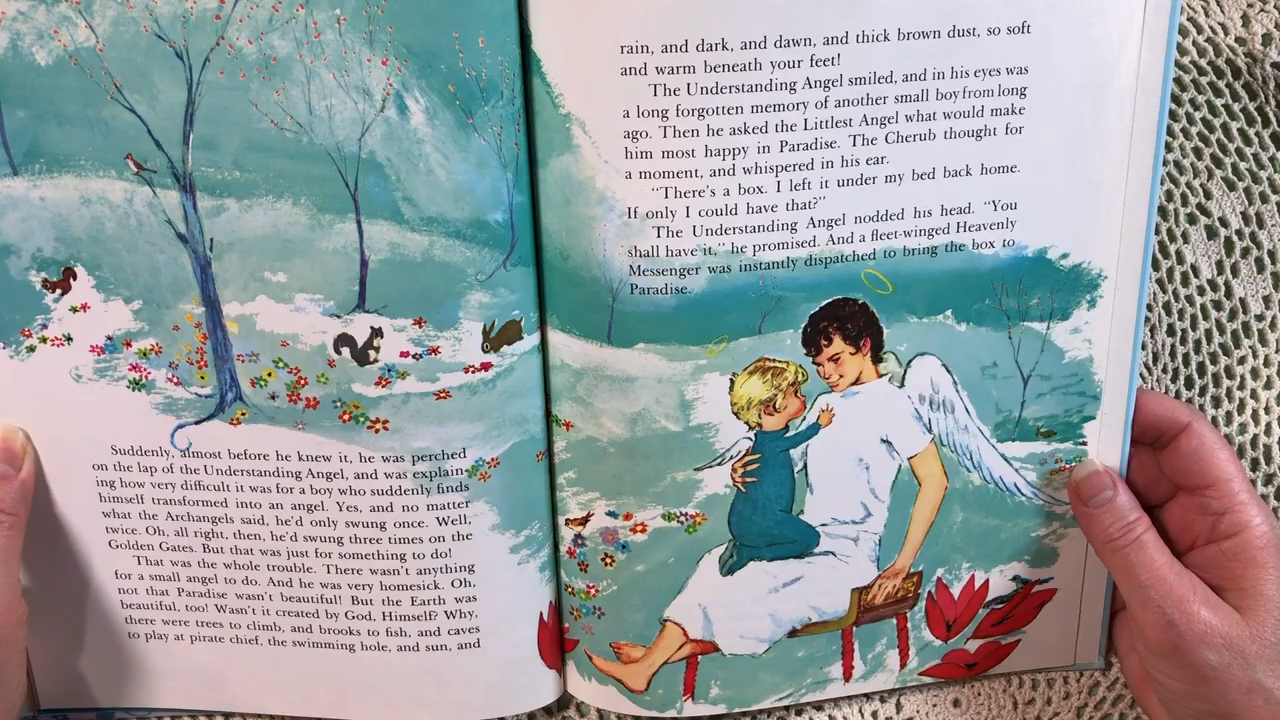 Suddenly, almost before he knew it, he was perched
on the lap of the Understanding Angel, and was explain-
ing how very difficult it was for a boy who suddenly finds
himself transformed into an angel. Yes, and no matter
what the Archangels said, he'd only swung once. Well,
twice. Oh, all right, then, he'd swung three times on the
Golden Gates. But that was just for something to do!
That was the whole trouble. There wasn't anything
for a small angel to do. And he was very homesick. Oh,
not that Paradise wasn't beautiful! But the Earth was
beautiful, too! Wasn't it created by God, Himself? Why,
there were trees to climb, and brooks to fish, and caves
to play at pirate chief, the swimming hole, and sun, and
rain, and dark, and dawn, and thick brown dust, so soft
and warm beneath your feet!
The Understanding Angel smiled, and in his eyes was
a long forgotten memory of another small boy from long
ago. Then he asked the Littlest Angel what would make
him most happy in Paradise. The Cherub thought for
a moment, and whispered in his ear.
"There's a box. I left it under my bed back home.
If only I could have that?"
The Understanding Angel nodded his head. "You
shall have it," he promised. And a fleet-winged Heavenly
Messenger was instantly dispatched to bring the box to
Paradise.